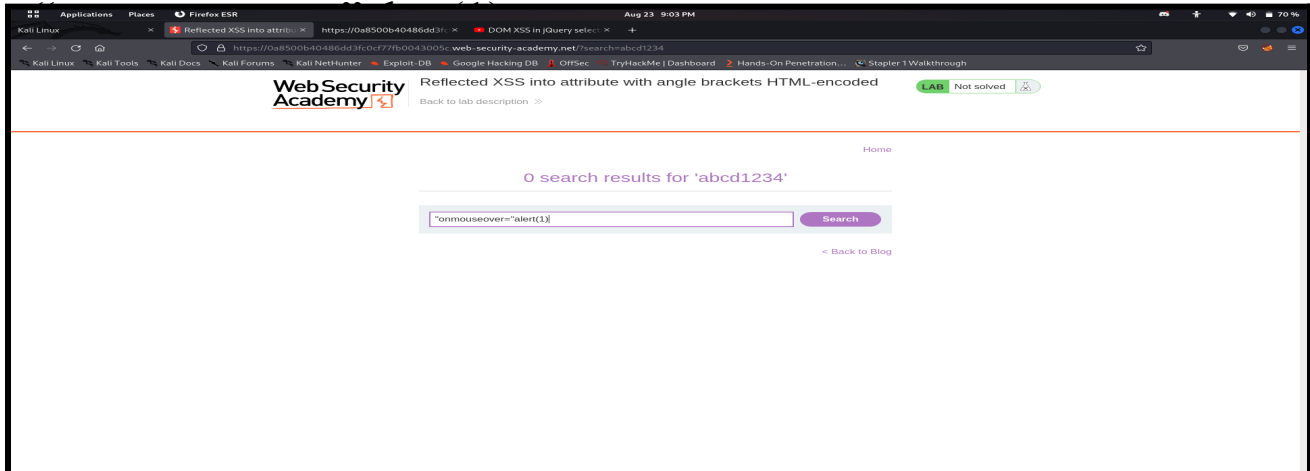 Applications Places Firefox ESR Aug 23 9:03 PM 70 %
Kali Linux × Reflected XSS into attribu × https://0a8500b40486dd3fc × DOM XSS in jQuery select × +
https://0a8500b40486dd3fc0cf77fb0043005c.web-security-academy.net/?search=abcd1234
Kali Linux Kali Tools Kali Docs Kali Forums Kali NetHunter Exploit-DB Google Hacking DB OffSec TryHackMe | Dashboard Hands-On Penetration... Stapler 1 Walkthrough
WebSecurity
Academy
Reflected XSS into attribute with angle brackets HTML-encoded
Back to lab description »
LAB Not solved
Home
0 search results for 'abcd1234'
"onmouseover="alert(1)
Search
< Back to Blog